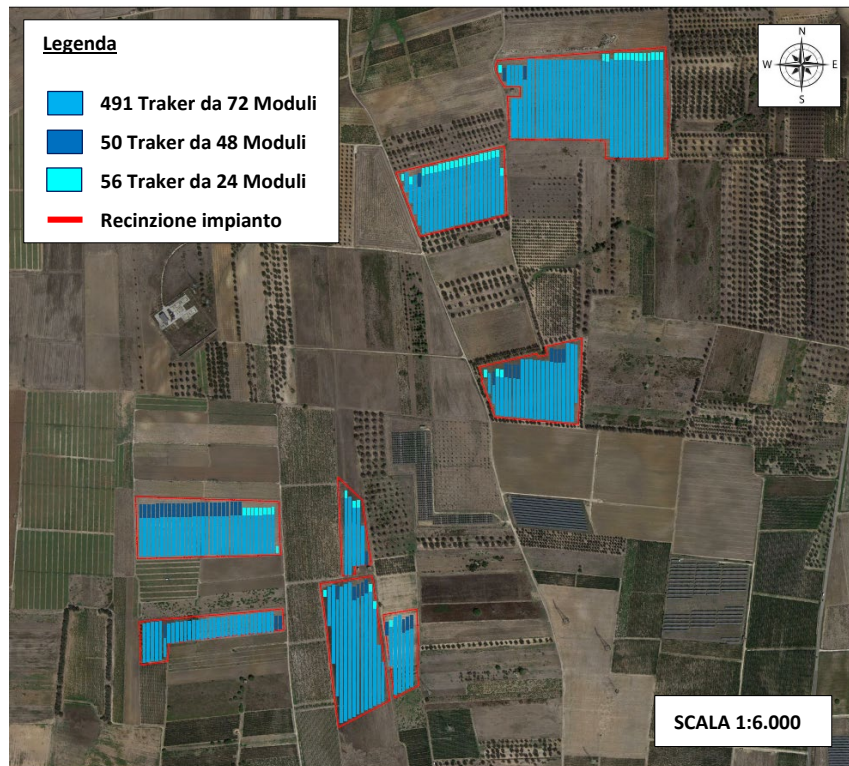 Legenda
491 Traker da 72 Moduli
50 Traker da 48 Moduli
56 Traker da 24 Moduli
Recinzione impianto
N
W E
S
SCALA 1:6.000